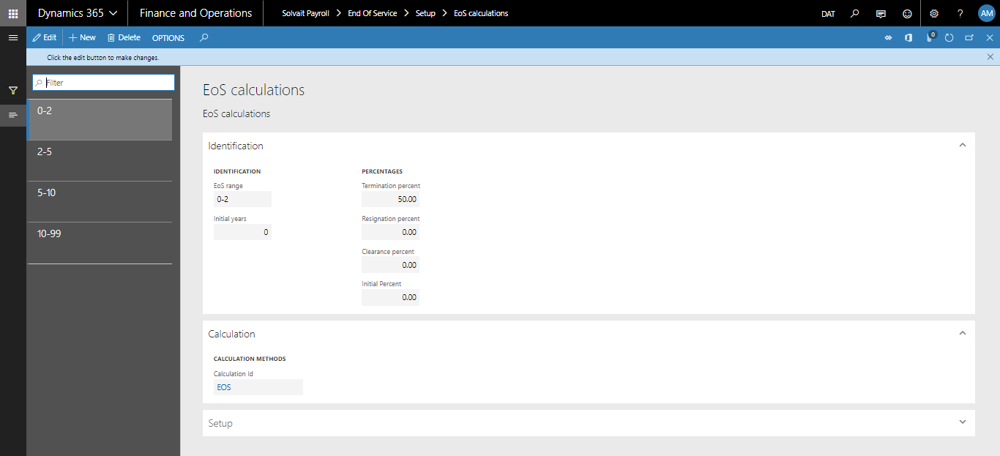 Dynamics 365 Finance and Operations Solvait Payroll > End Of Service > Setup > EoS calculations DAT ? AM
Edit + New Delete OPTIONS 0
Click the edit button to make changes.
Filter
0-2
2-5
5-10
10-99
EoS calculations
EoS calculations
Identification
IDENTIFICATION
EoS range
0-2
Initial years
0
PERCENTAGES
Termination percent
50.00
Resignation percent
0.00
Clearance percent
0.00
Initial Percent
0.00
Calculation
CALCULATION METHODS
Calculation Id
EOS
Setup